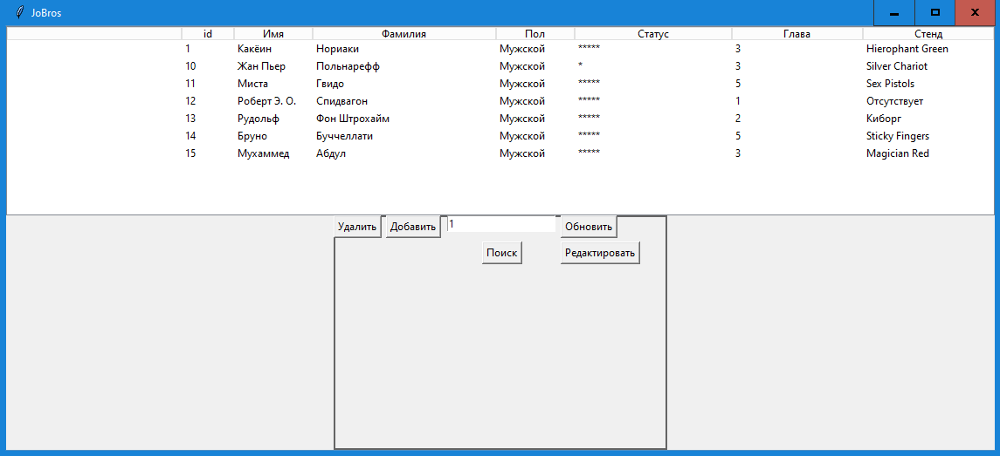 JoBros
id Имя Фамилия Пол Статус Глава Стенд
1 Какёин Нориаки Мужской ***** 3 Hierophant Green
10 Жан Пьер Польнарефф Мужской * 3 Silver Chariot
11 Миста Гвидо Мужской ***** 5 Sex Pistols
12 Роберт Э. О. Спидвагон Мужской ***** 1 Отсутствует
13 Рудольф Фон Штрохайм Мужской ***** 2 Киборг
14 Бруно Буччеллати Мужской ***** 5 Sticky Fingers
15 Мухаммед Абдул Мужской ***** 3 Magician Red
Удалить Добавить 1 Обновить
Поиск Редактировать